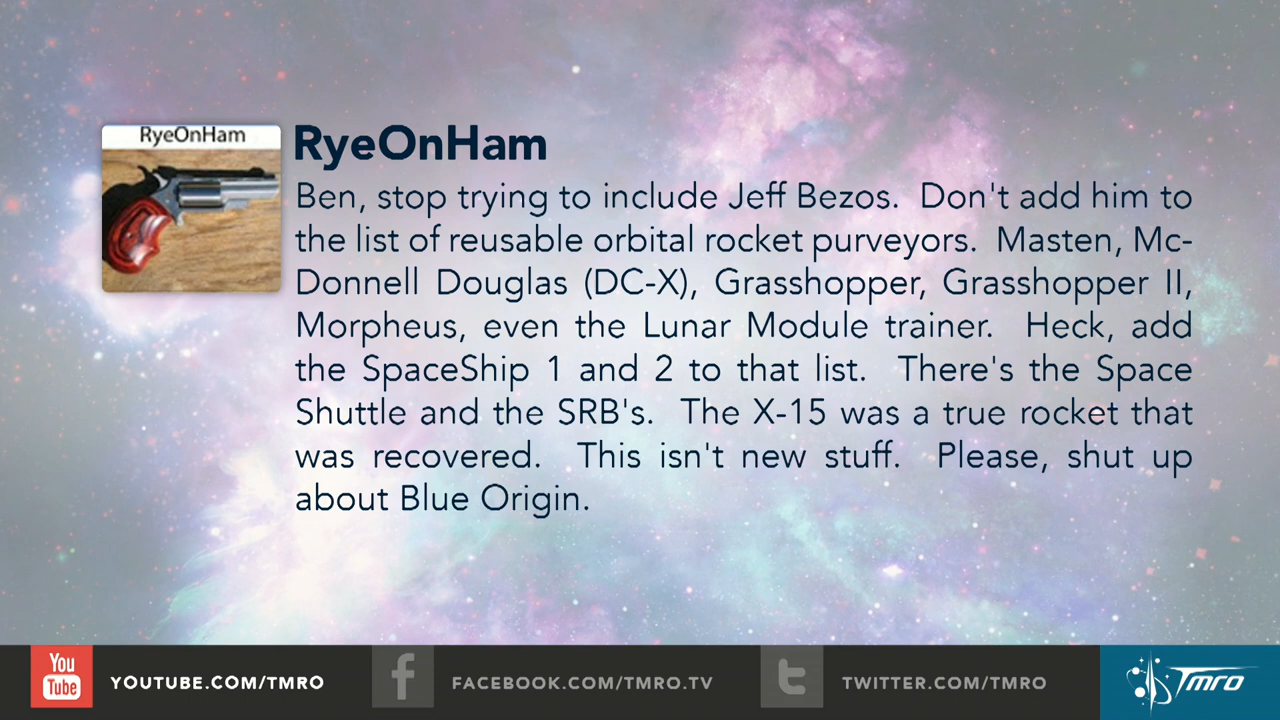 RyeOnHam
RyeOnHam
Ben, stop trying to include Jeff Bezos.  Don't add him to
the list of reusable orbital rocket purveyors.  Masten, Mc-
Donnell Douglas (DC-X), Grasshopper, Grasshopper II,
Morpheus, even the Lunar Module trainer.  Heck, add
the SpaceShip 1 and 2 to that list.  There's the Space
Shuttle and the SRB's.  The X-15 was a true rocket that
was recovered.  This isn't new stuff.  Please, shut up
about Blue Origin.
You
Tube
YOUTUBE.COM/TMRO
f
FACEBOOK.COM/TMRO.TV
t
TWITTER.COM/TMRO
Tmro